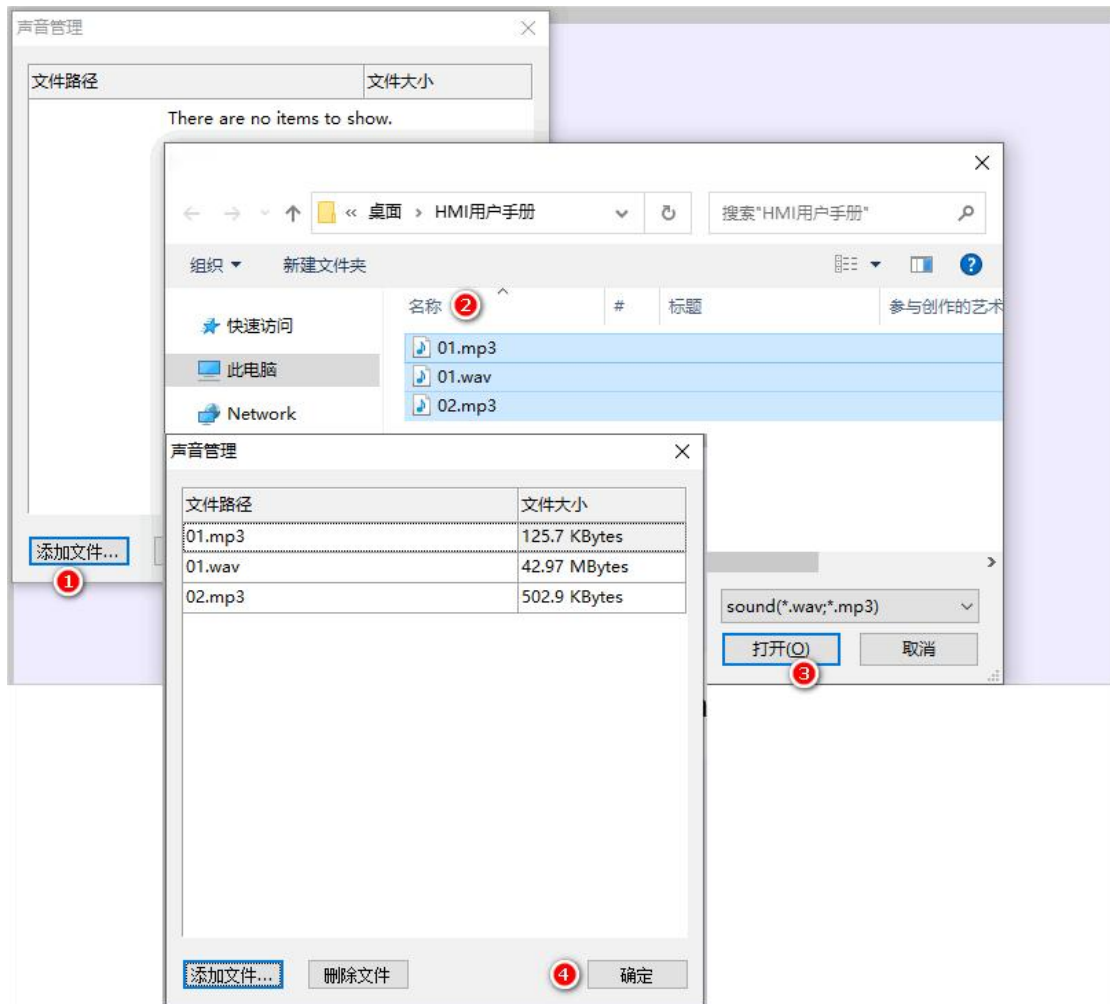 声音管理
文件路径 文件大小
There are no items to show.
« 桌面 › HMI用户手册 搜索"HMI用户手册"
组织 新建文件夹
名称 2 # 标题 参与创作的艺术
快速访问
01.mp3
此电脑
01.wav
02.mp3
Network
声音管理
文件路径 文件大小
01.mp3 125.7 KBytes
01.wav 42.97 MBytes
02.mp3 502.9 KBytes
添加文件...
1
sound(*.wav;*.mp3)
打开(O) 取消
3
添加文件... 删除文件 4 确定